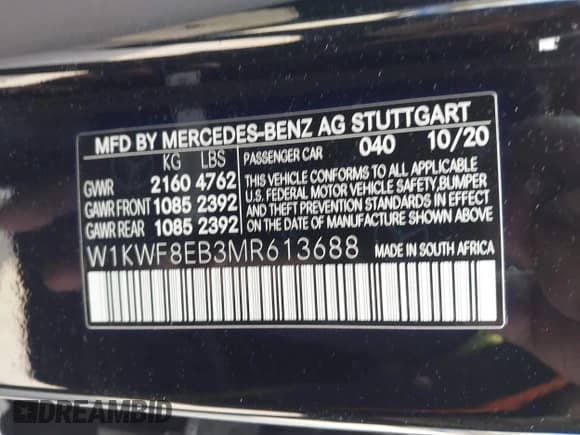 MFD BY MERCEDES-BENZ AG STUTTGART
KG LBS PASSENGER CAR 040 10/20
GVWR 2160 4762
GAWR FRONT 1085 2392
GAWR REAR 1085 2392
THIS VEHICLE CONFORMS TO ALL APPLICABLE
U.S. FEDERAL MOTOR VEHICLE SAFETY, BUMPER
AND THEFT PREVENTION STANDARDS IN EFFECT
ON THE DATE OF MANUFACTURE SHOWN ABOVE
W1KWF8EB3MR613688 MADE IN SOUTH AFRICA
DREAMBID